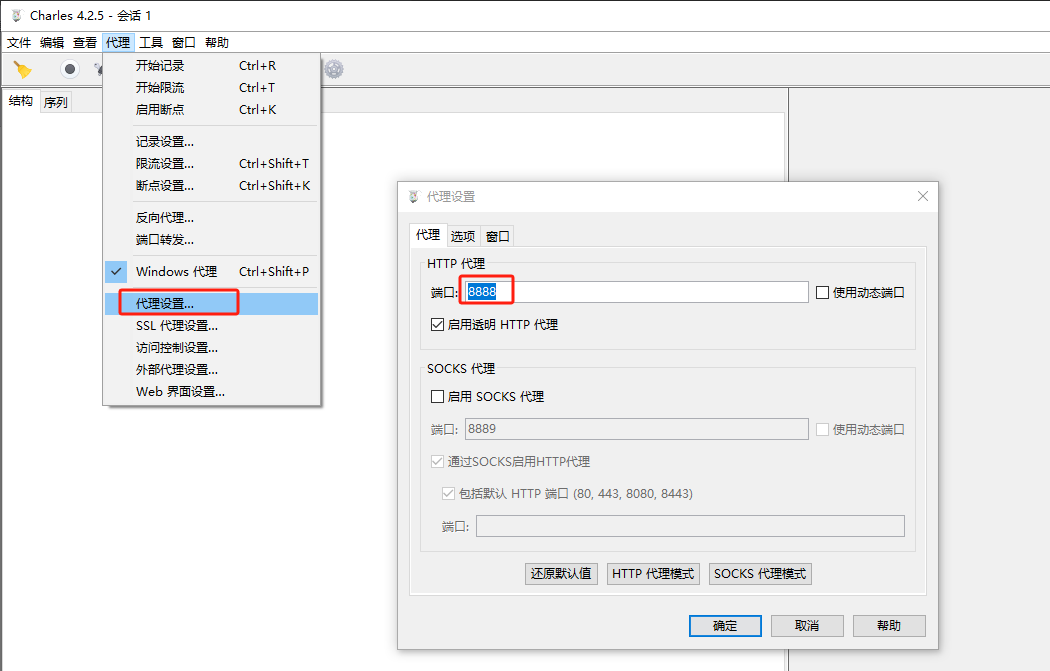 Charles 4.2.5 - 会话 1
文件 编辑 查看 代理 工具 窗口 帮助
结构 序列
开始记录 Ctrl+R
开始限流 Ctrl+T
启用断点 Ctrl+K
记录设置...
限流设置... Ctrl+Shift+T
断点设置... Ctrl+Shift+K
反向代理...
端口转发...
Windows 代理 Ctrl+Shift+P
代理设置...
SSL 代理设置...
访问控制设置...
外部代理设置...
Web 界面设置...
代理设置
代理 选项 窗口
HTTP 代理
端口: 8888 使用动态端口
启用透明 HTTP 代理
SOCKS 代理
启用 SOCKS 代理
端口: 8889 使用动态端口
通过SOCKS启用HTTP代理
包括默认 HTTP 端口 (80, 443, 8080, 8443)
端口:
还原默认值 HTTP 代理模式 SOCKS 代理模式
确定 取消 帮助